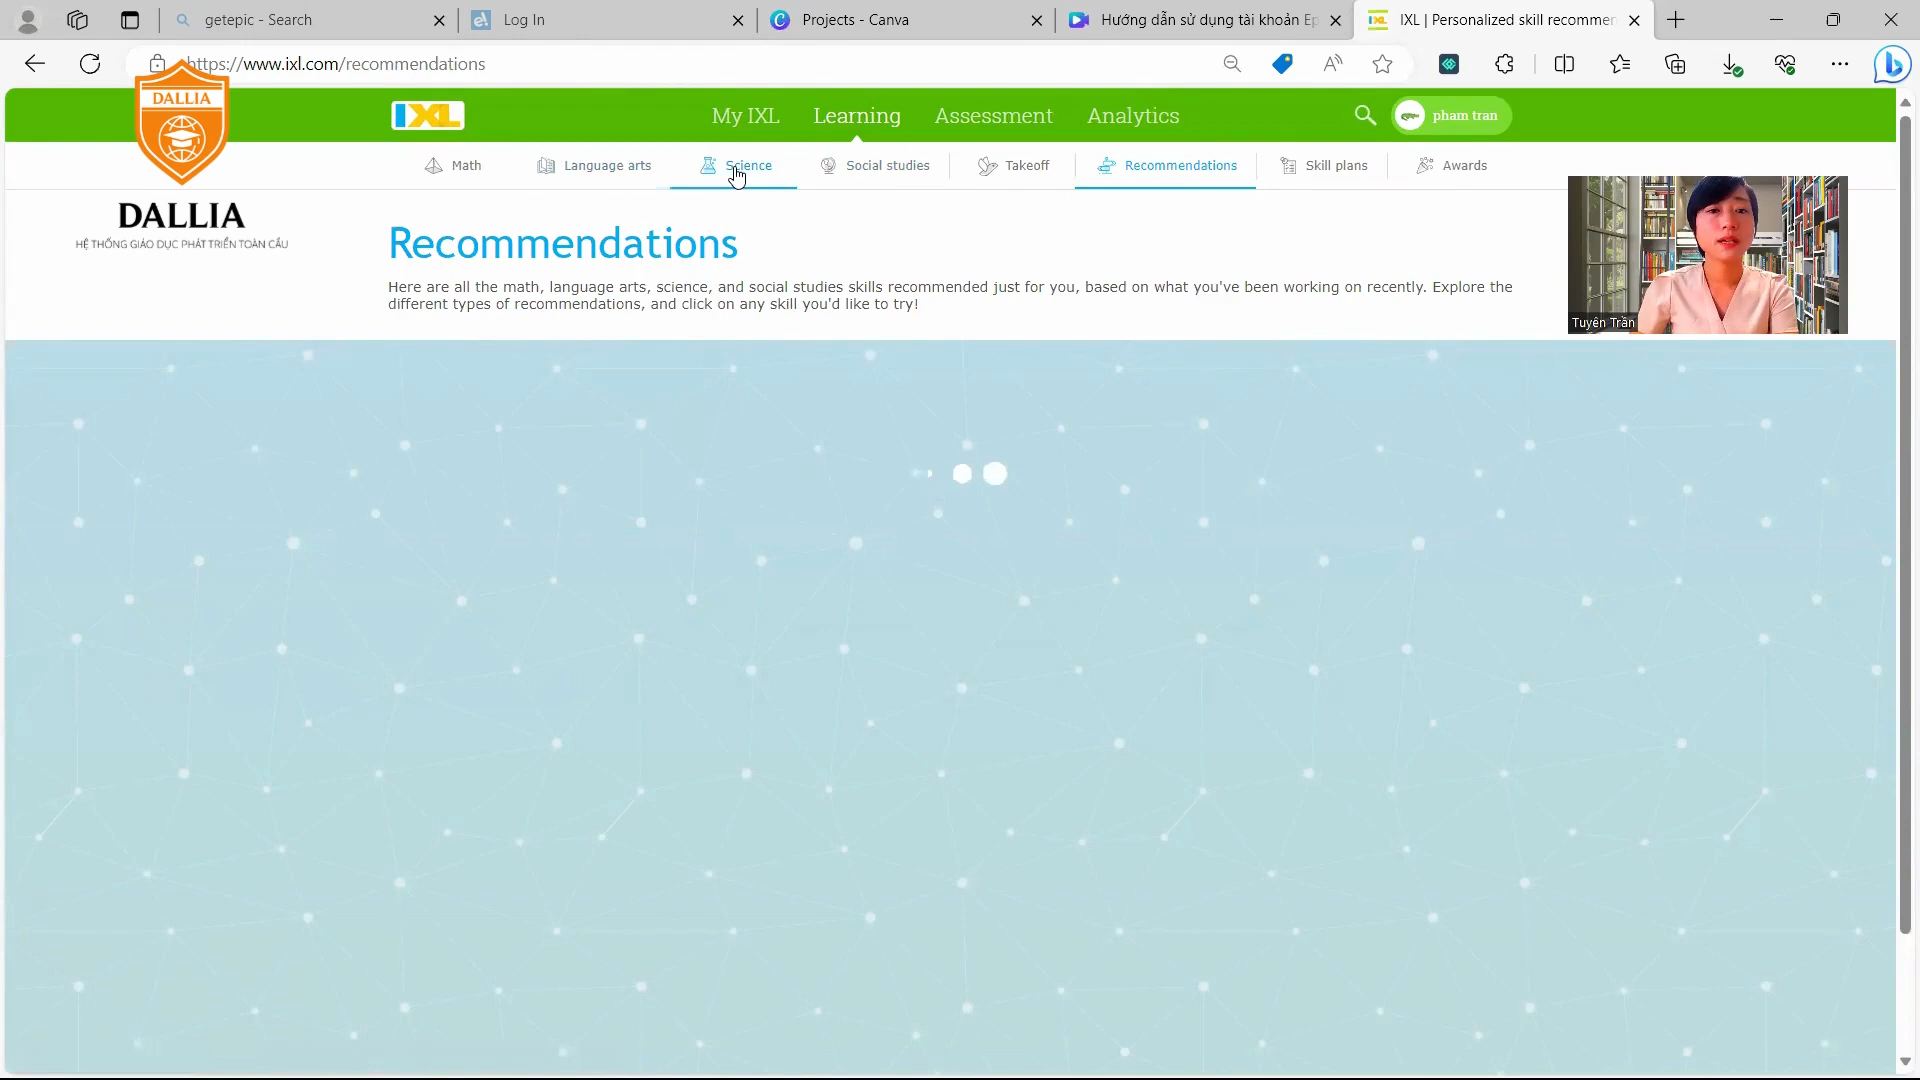 getepic - Search
Log In
Projects - Canva
Hướng dẫn sử dụng tài khoản Ep
IXL | Personalized skill recommen
https://www.ixl.com/recommendations
DALLIA
IXL
My IXL
Learning
Assessment
Analytics
pham tran
Math
Language arts
Science
Social studies
Takeoff
Recommendations
Skill plans
Awards
DALLIA
HỆ THỐNG GIÁO DỤC PHÁT TRIỂN TOÀN CẦU
Recommendations
Here are all the math, language arts, science, and social studies skills recommended just for you, based on what you've been working on recently. Explore the
different types of recommendations, and click on any skill you'd like to try!
Tuyên Trần